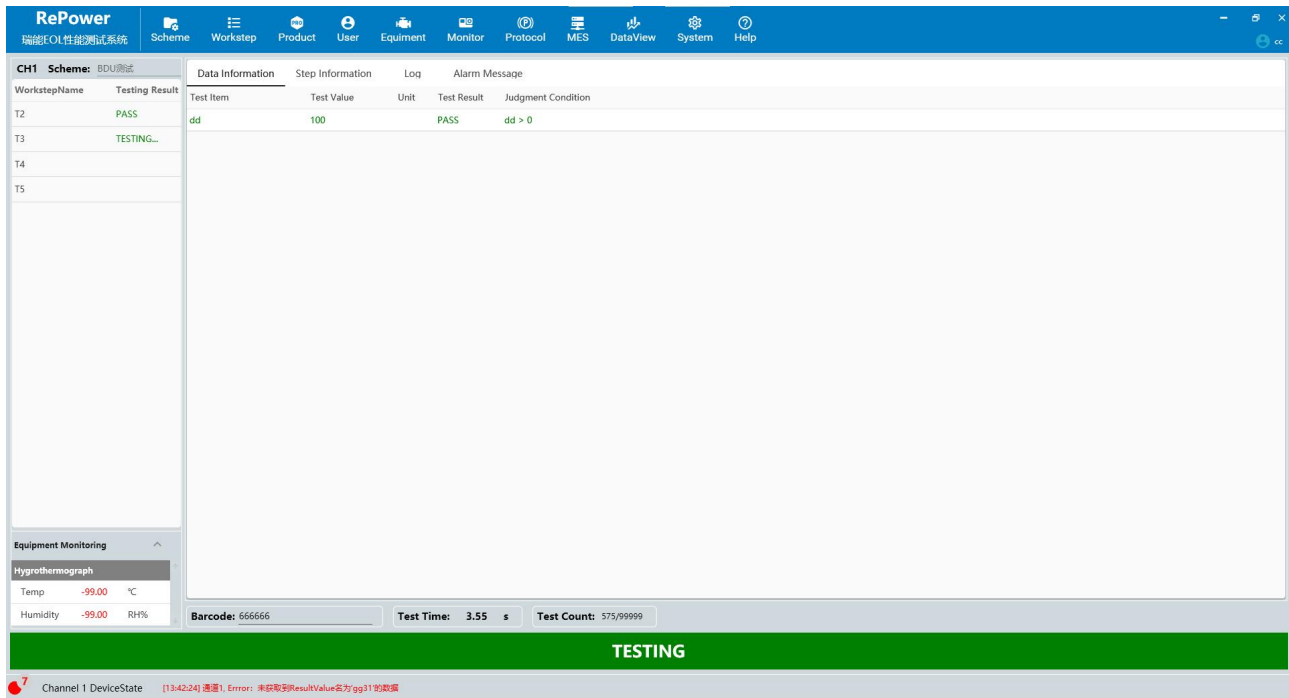 RePower
瑞能EOL性能测试系统
Scheme Workstep Product User Equiment Monitor Protocol MES DataView System Help
cc
CH1 Scheme: BDU测试
WorkstepName Testing Result
T2 PASS
T3 TESTING...
T4
T5
Data Information Step Information Log Alarm Message
Test Item Test Value Unit Test Result Judgment Condition
dd 100 PASS dd > 0
Equipment Monitoring
Hygrothermograph
Temp -99.00 ℃
Humidity -99.00 RH%
Barcode: 666666 Test Time: 3.55 s Test Count: 575/99999
TESTING
7 Channel 1 DeviceState [13:42:24] 通道1, Errror: 未获取到ResultValue名为'gg31'的数据